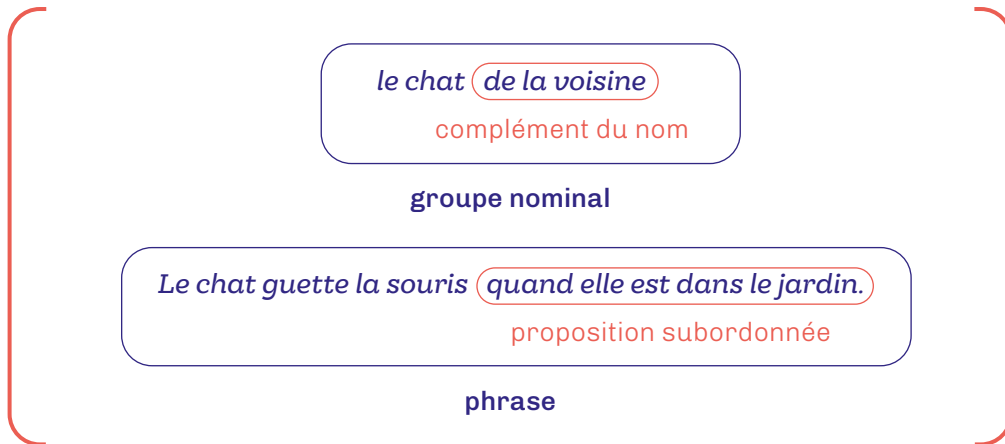 le chat de la voisine
complément du nom
groupe nominal
Le chat guette la souris quand elle est dans le jardin.
proposition subordonnée
phrase